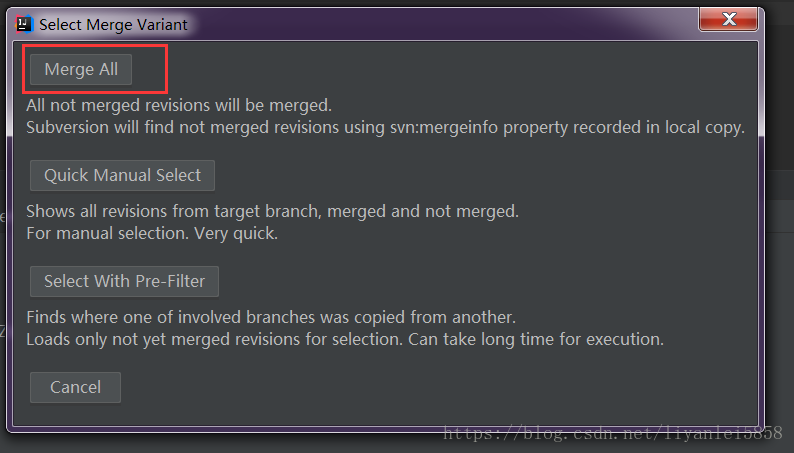 Select Merge Variant
Merge All
All not merged revisions will be merged.
Subversion will find not merged revisions using svn:mergeinfo property recorded in local copy.
Quick Manual Select
Shows all revisions from target branch, merged and not merged.
For manual selection. Very quick.
Select With Pre-Filter
Finds where one of involved branches was copied from another.
Loads only not yet merged revisions for selection. Can take long time for execution.
Cancel
https://blog.csdn.net/liyanlei5858